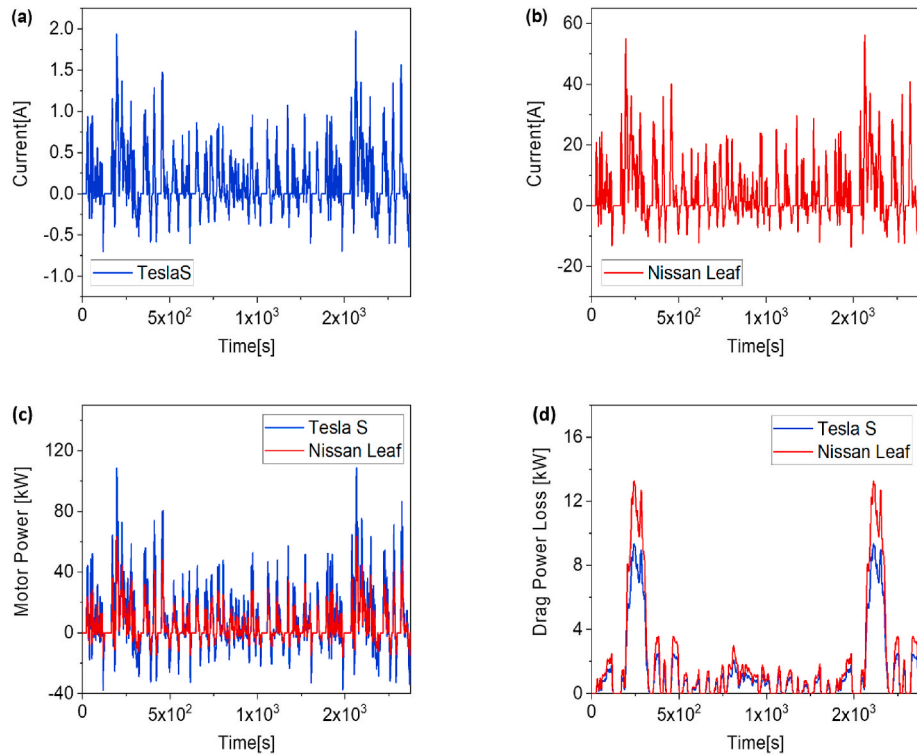 (a)
2.0
1.5
1.0
0.5
0.0
-0.5
-1.0
Current[A]
TeslaS
0
5x10²
1x10³
2x10³
Time[s]
(b)
60
40
20
0
-20
Current[A]
Nissan Leaf
0
5x10²
1x10³
2x10³
Time[s]
(c)
120
80
40
0
-40
Motor Power [kW]
Tesla S
Nissan Leaf
0
5x10²
1x10³
2x10³
Time[s]
(d)
16
12
8
4
0
Drag Power Loss [kW]
Tesla S
Nissan Leaf
0
5x10²
1x10³
2x10³
Time[s]